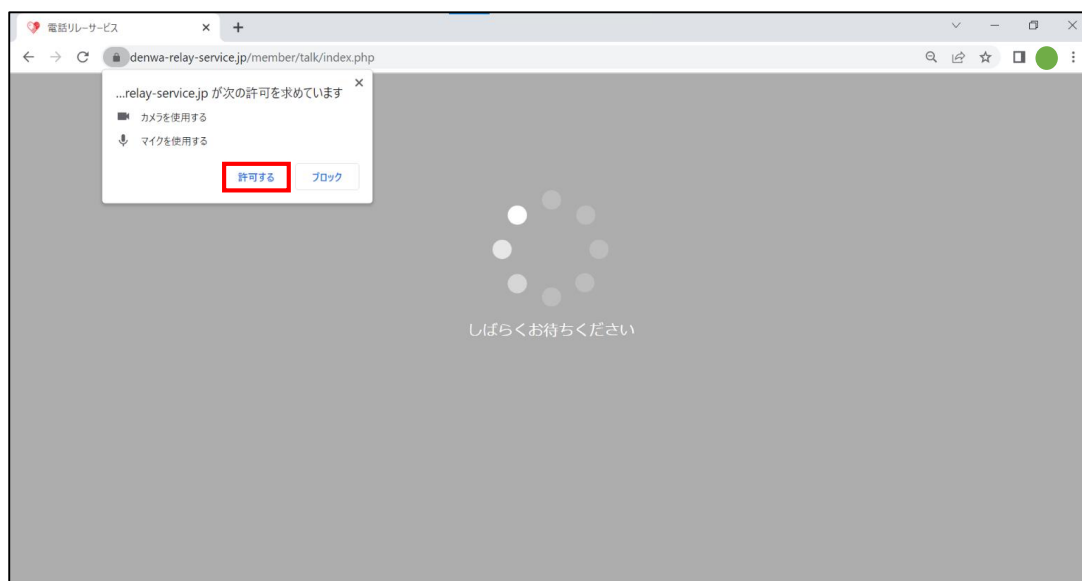 電話リレーサービス
denwa-relay-service.jp/member/talk/index.php
...relay-service.jp が次の許可を求めています
カメラを使用する
マイクを使用する
許可する ブロック
しばらくお待ちください